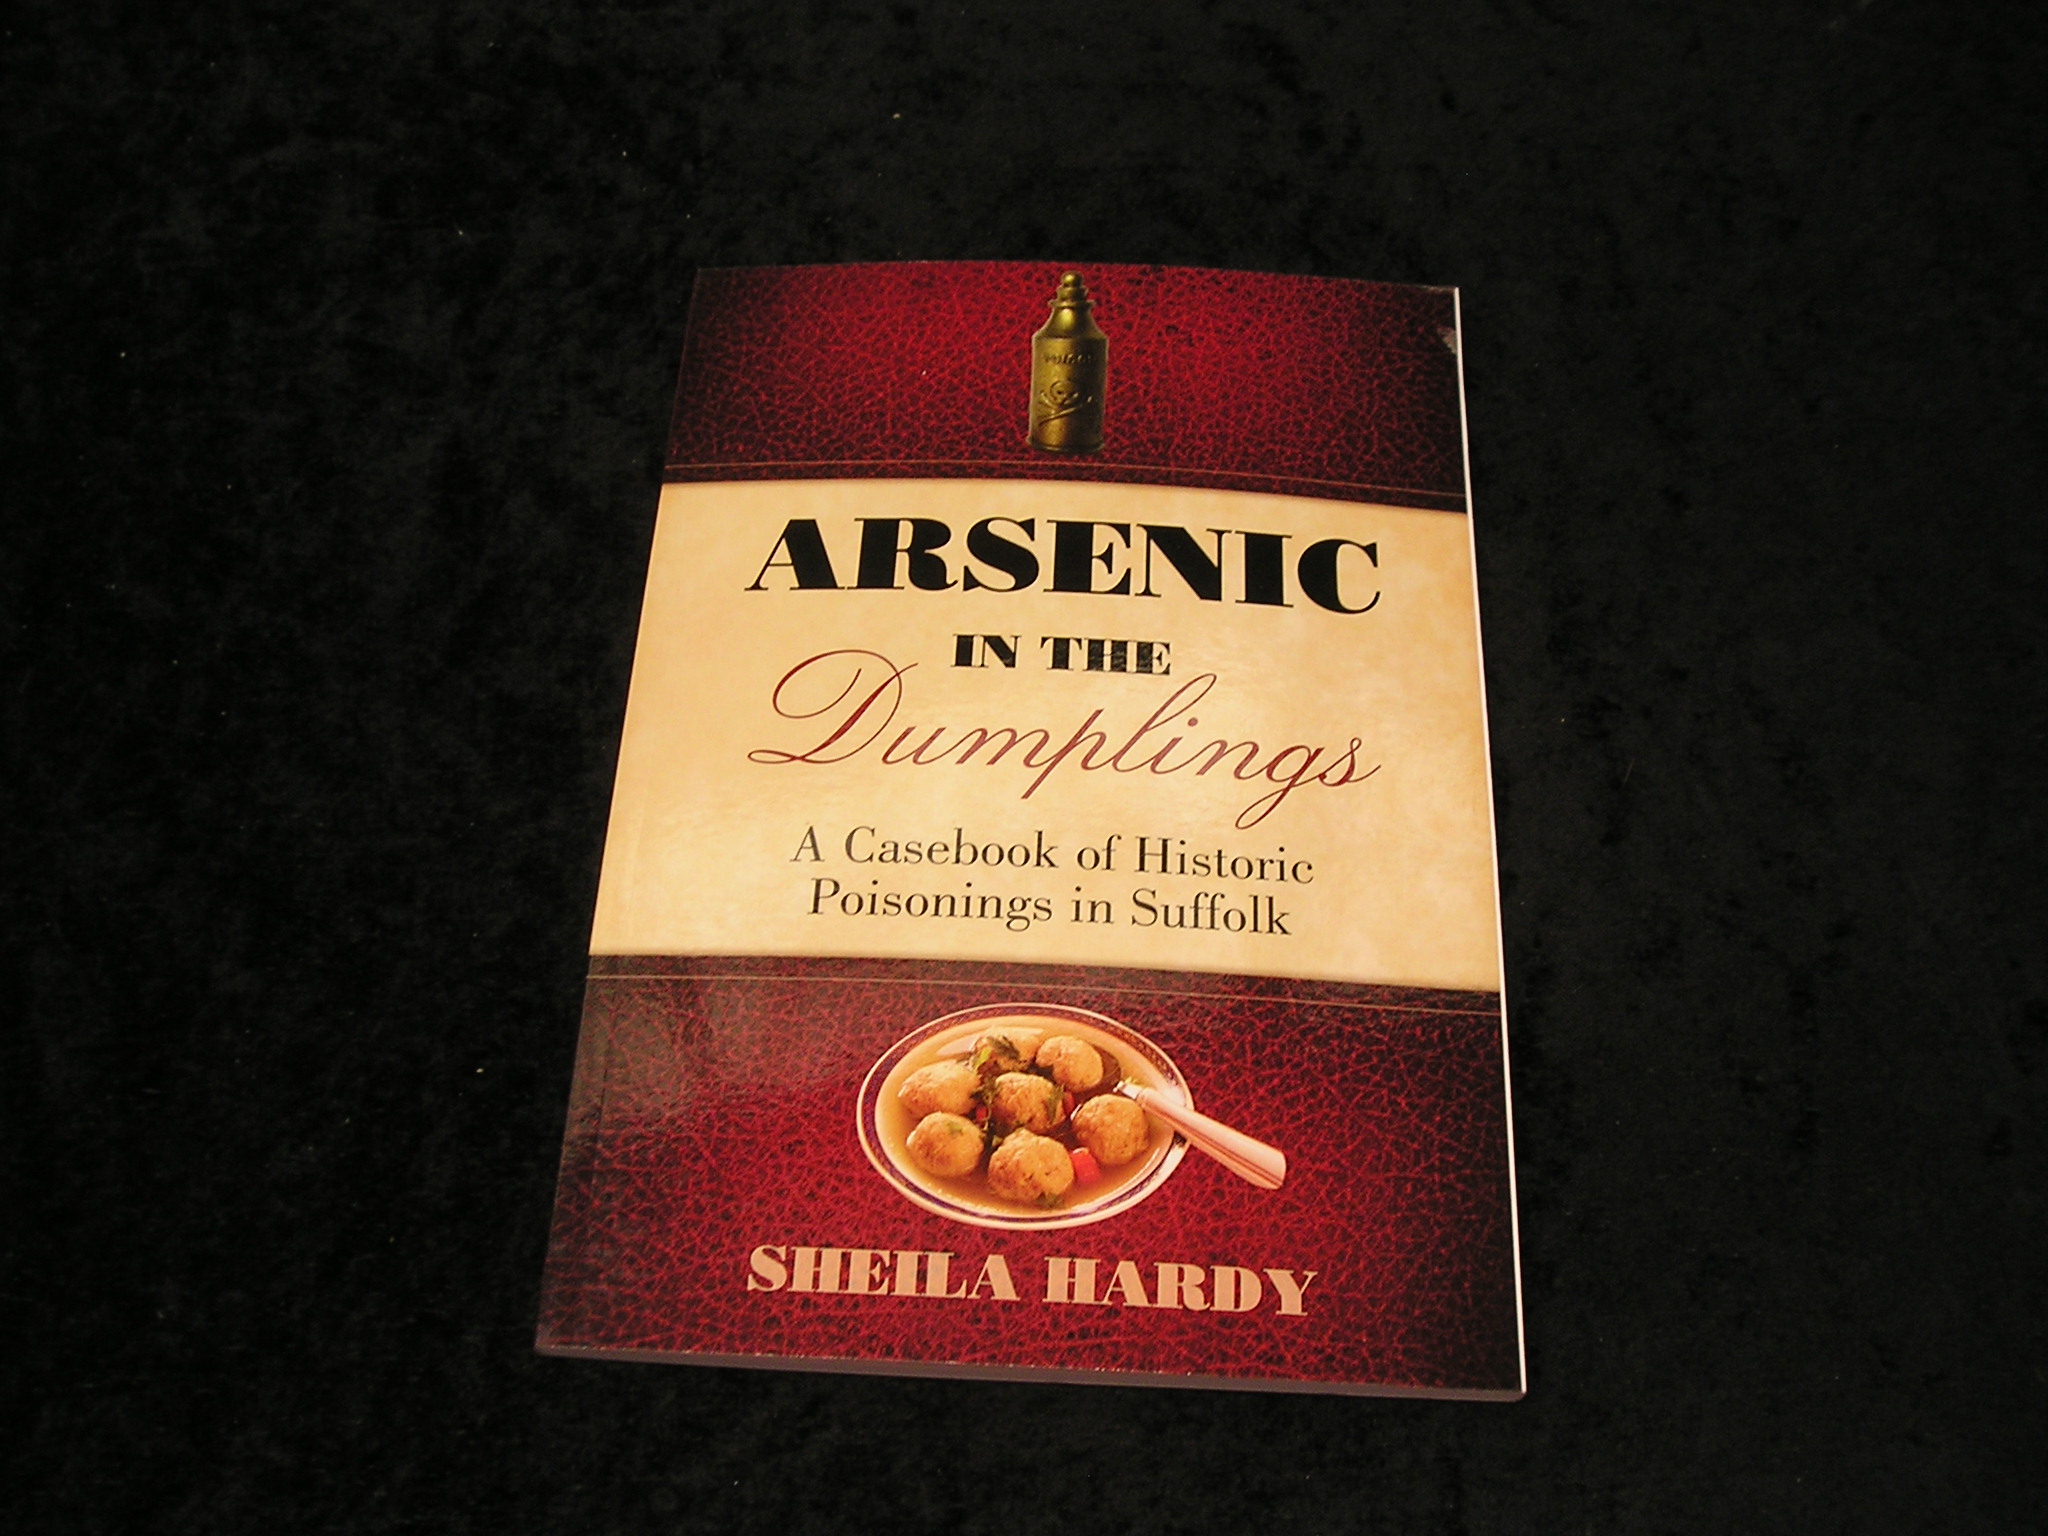 ARSENIC
IN THE
Dumplings
A Casebook of Historic
Poisonings in Suffolk
SHEILA HARDY